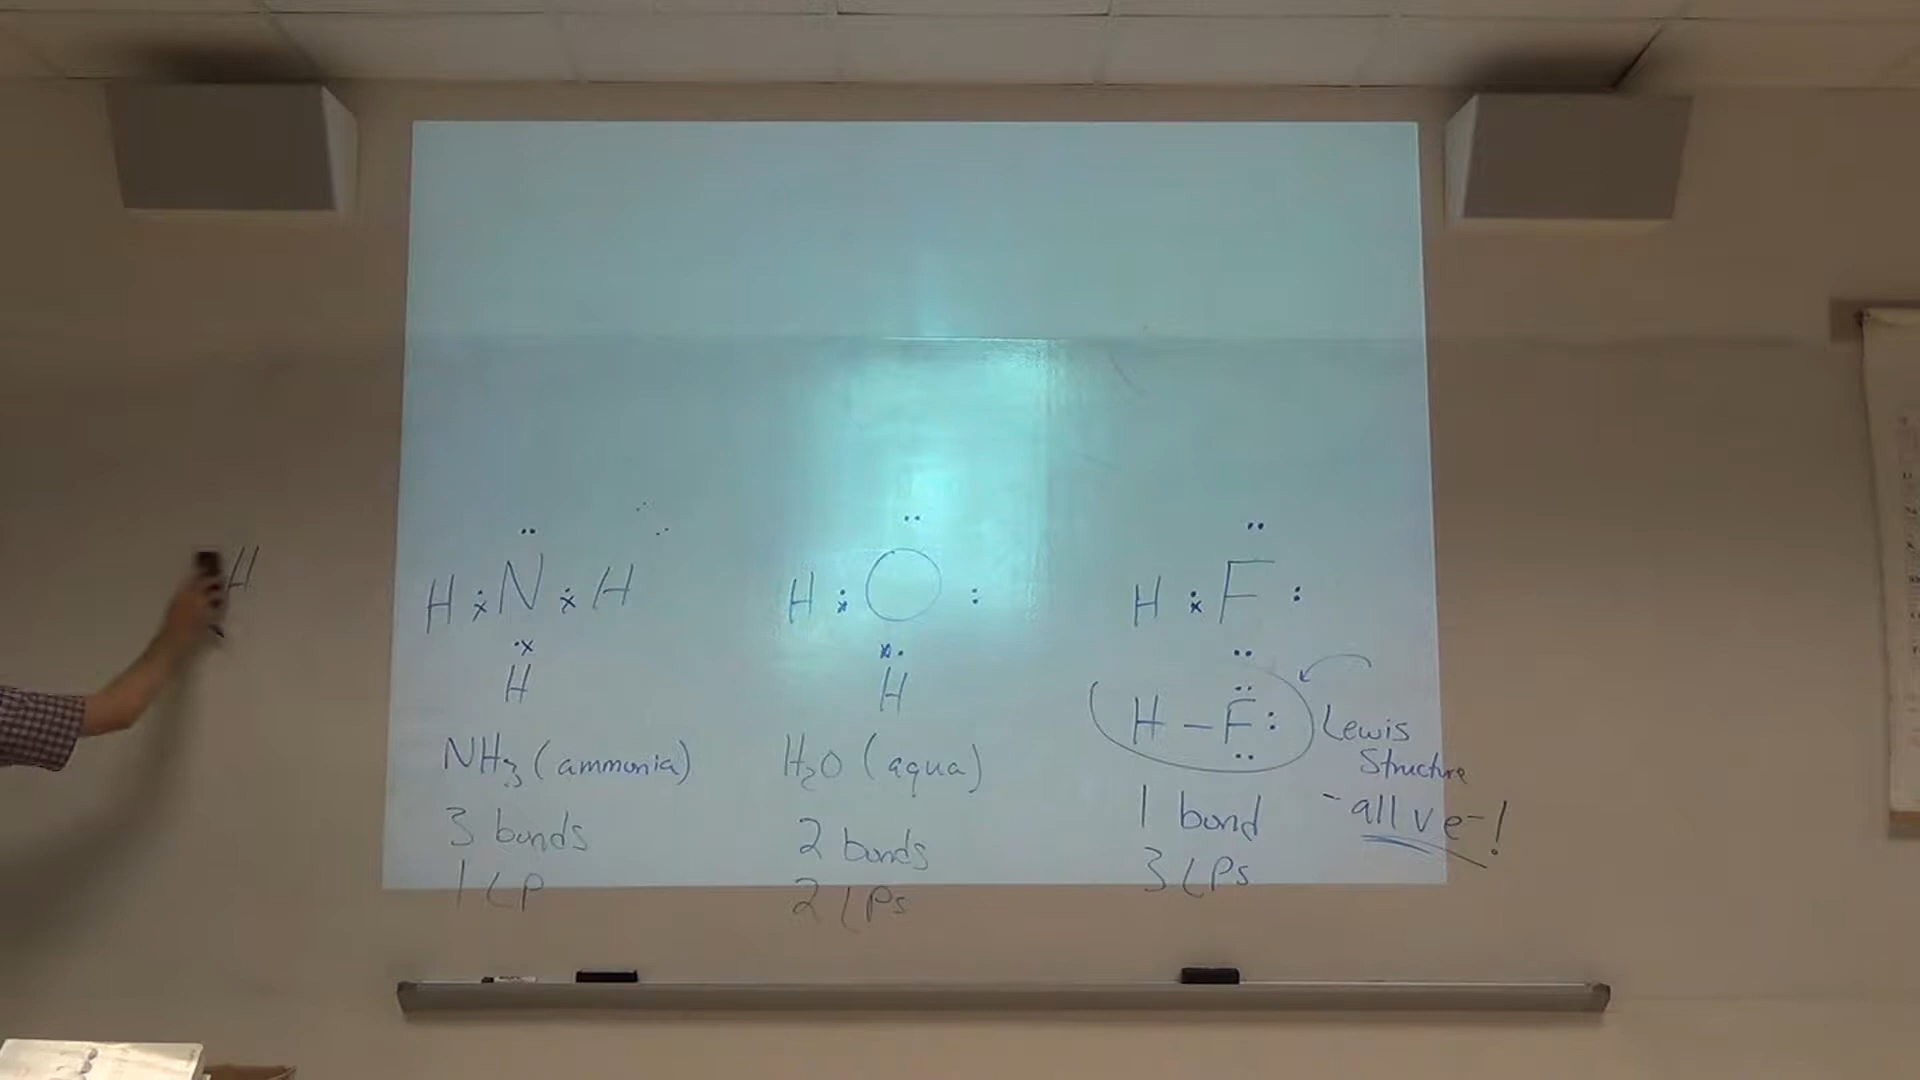 H
H :x N :x H
·x
H
NH3 (ammonia)
3 bonds
1 LP
H :x O :
x·
H
H2O (aqua)
2 bonds
2 LPs
H :x F :
H – F :
1 bond
3 LPs
Lewis
Structure
- all v e-!